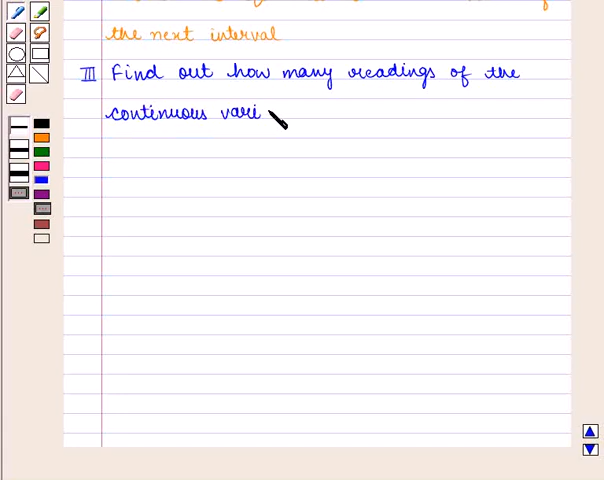 the next interval
III Find out how many readings of the
continuous vari